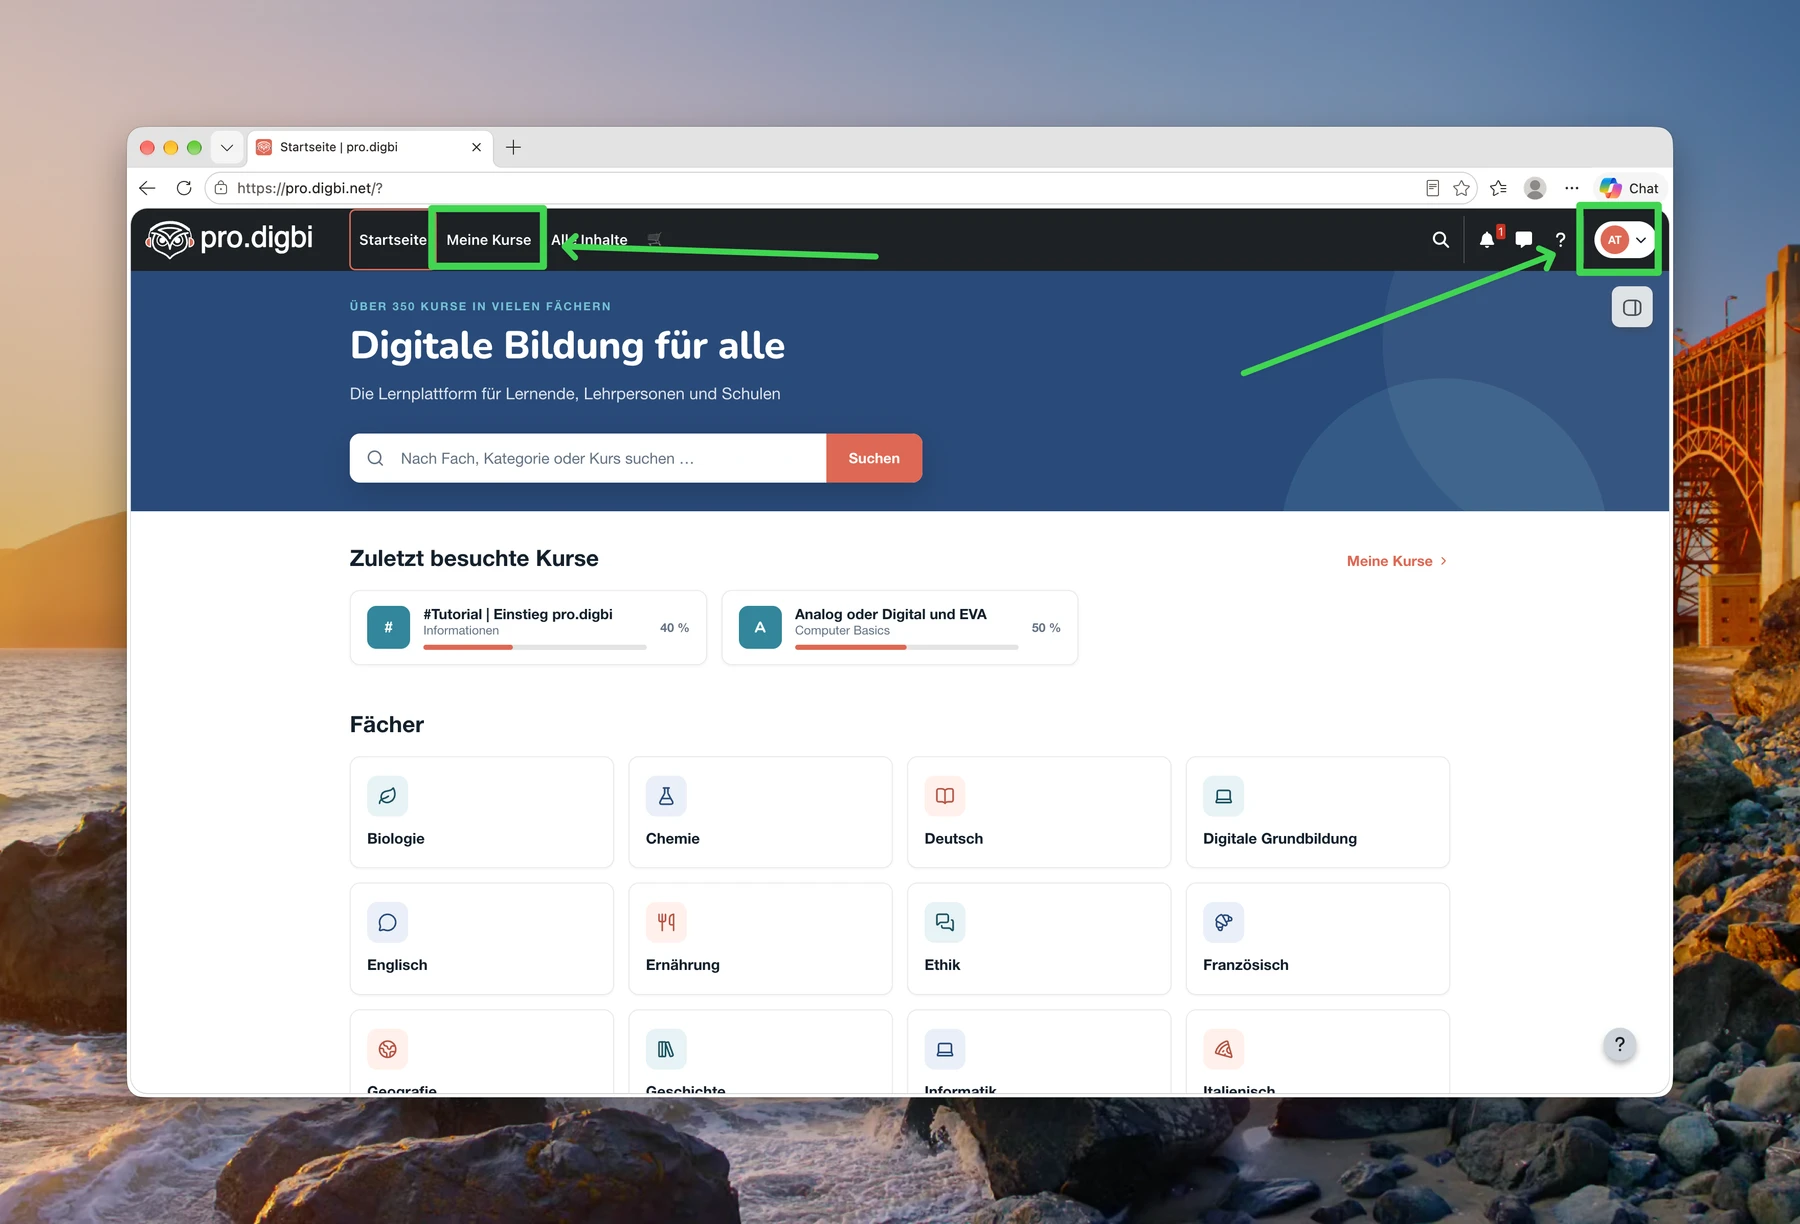 Startseite | pro.digbi
https://pro.digbi.net/?
Chat
pro.digbi
Startseite
Meine Kurse
Alle Inhalte
1
?
AT
ÜBER 350 KURSE IN VIELEN FÄCHERN
Digitale Bildung für alle
Die Lernplattform für Lernende, Lehrpersonen und Schulen
Nach Fach, Kategorie oder Kurs suchen …
Suchen
Zuletzt besuchte Kurse
Meine Kurse
#
#Tutorial | Einstieg pro.digbi
Informationen
40 %
A
Analog oder Digital und EVA
Computer Basics
50 %
Fächer
Biologie
Chemie
Deutsch
Digitale Grundbildung
Englisch
Ernährung
Ethik
Französisch
Geografie
Geschichte
Informatik
Italienisch
?